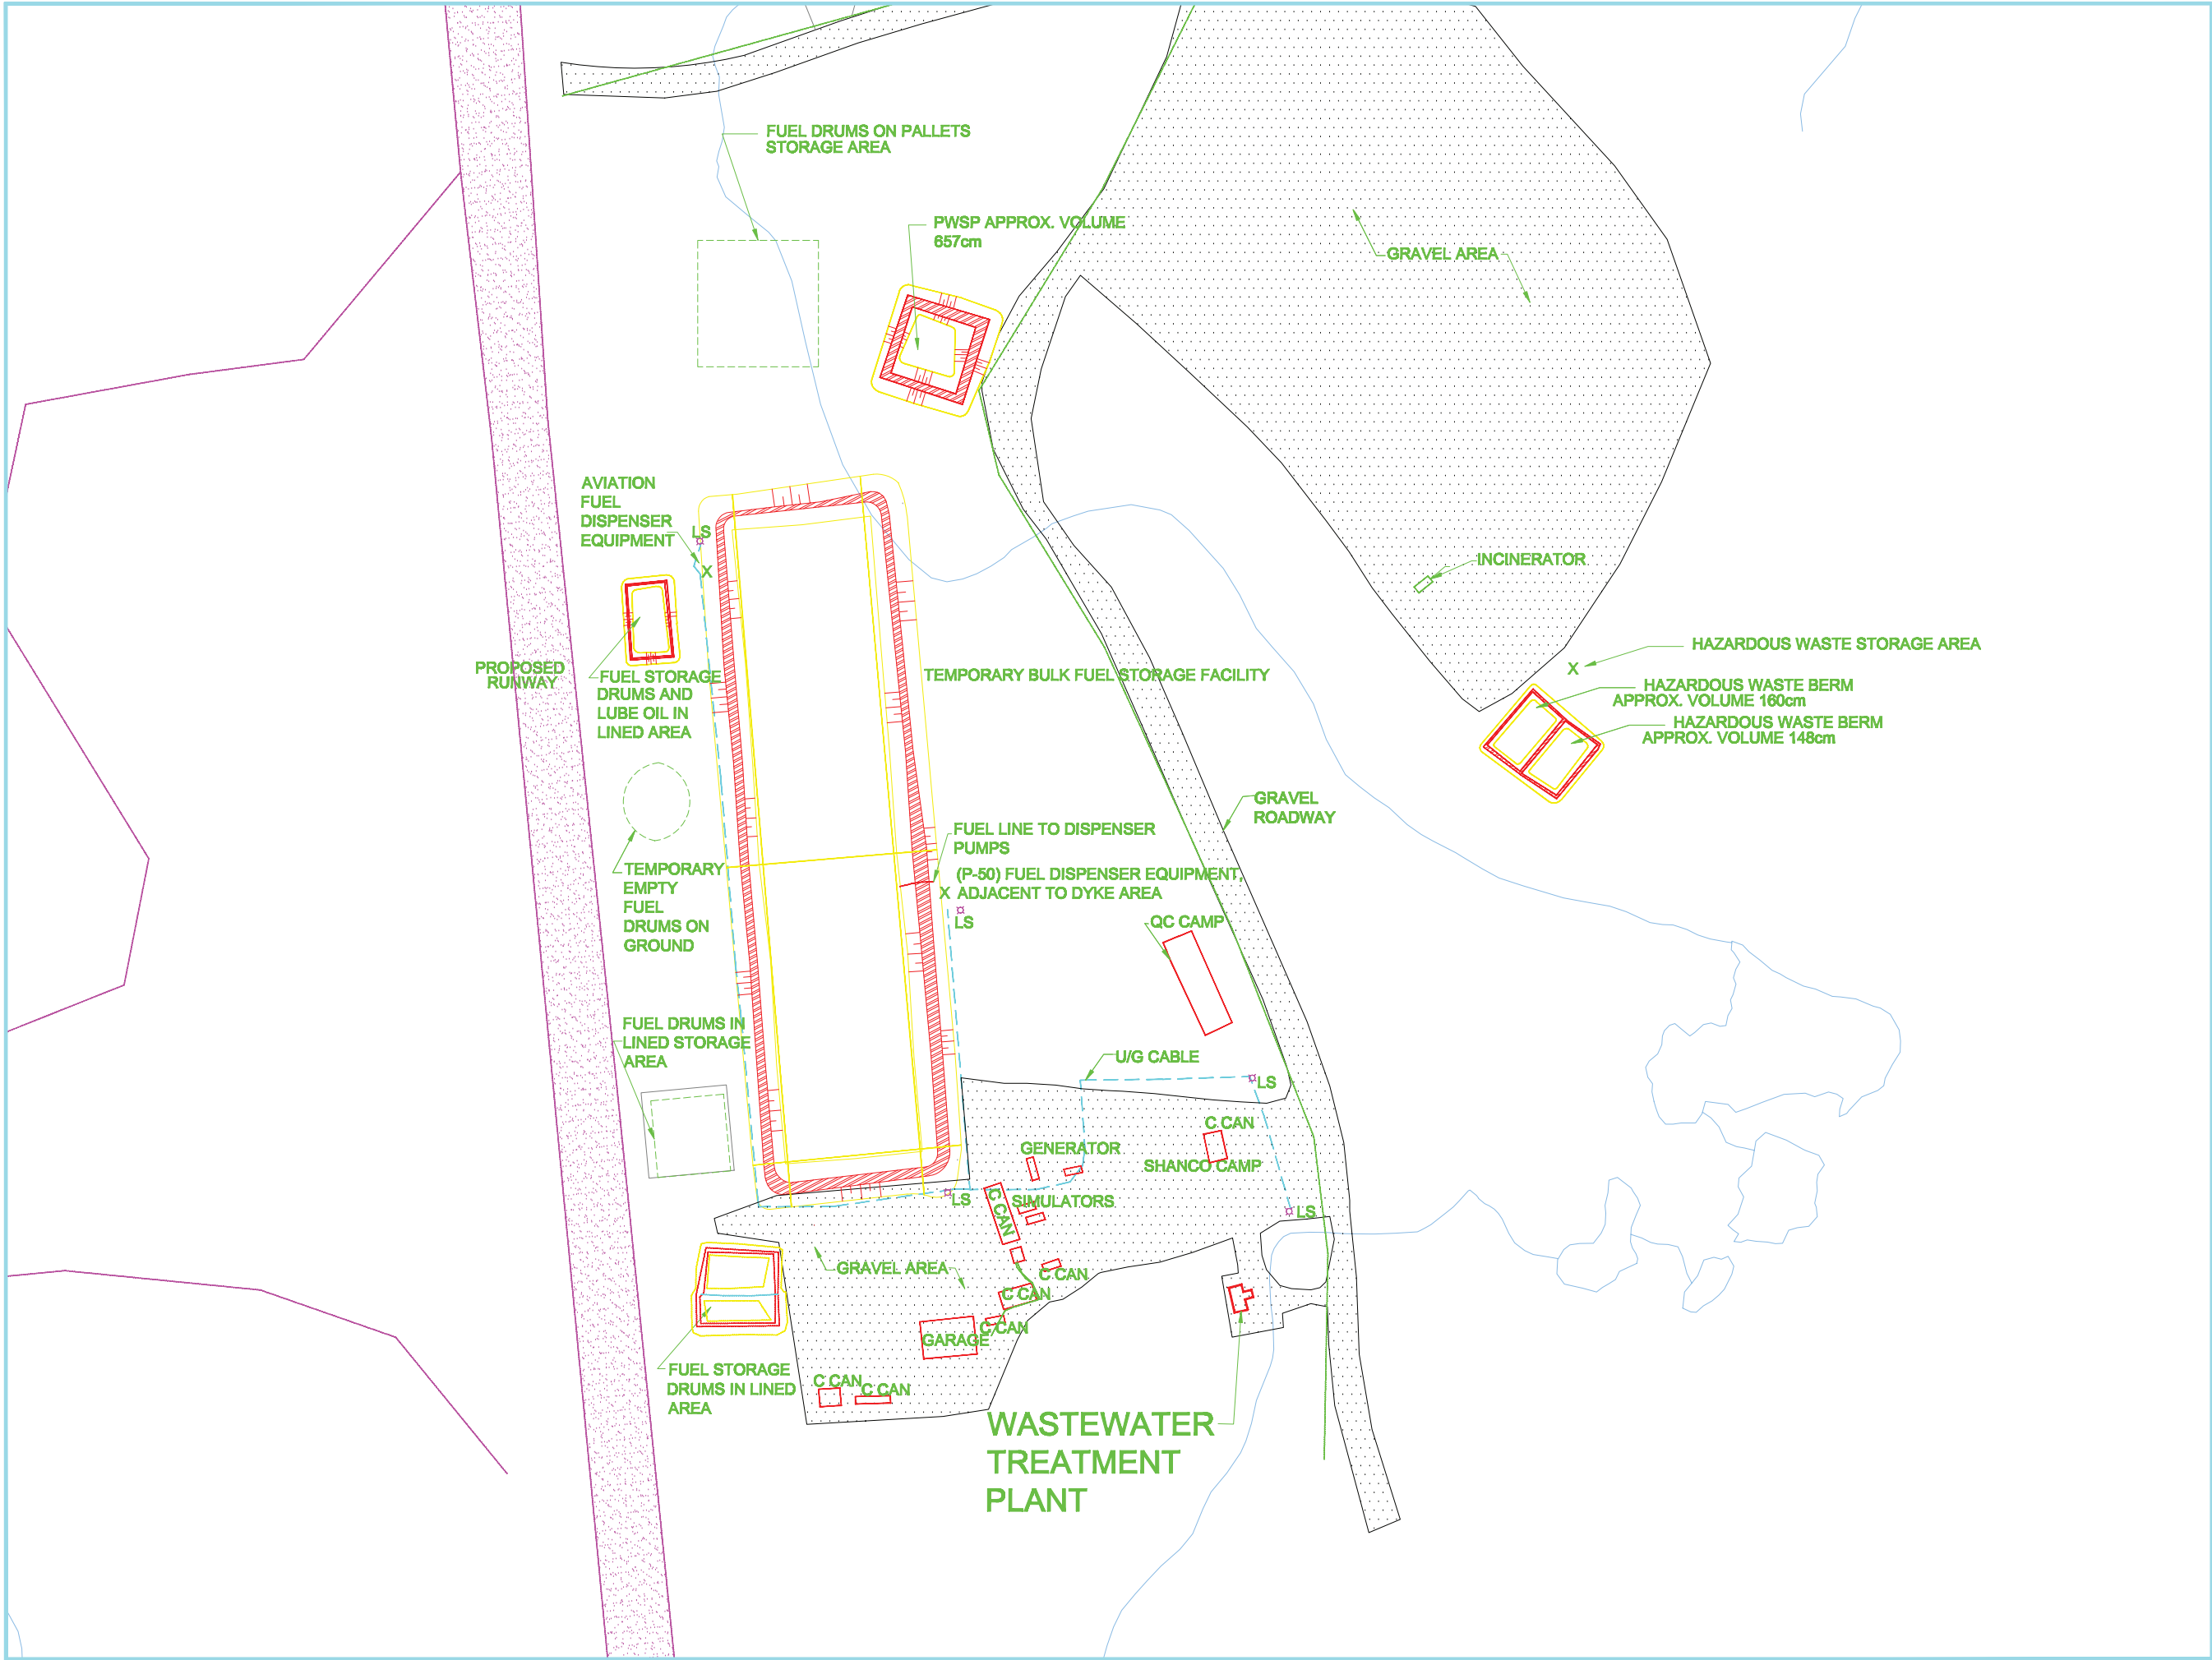 FUEL DRUMS ON PALLETS
STORAGE AREA
PWSP APPROX. VOLUME
657cm
GRAVEL AREA
AVIATION
FUEL
DISPENSER
EQUIPMENT
LS
X
INCINERATOR
HAZARDOUS WASTE STORAGE AREA
X
HAZARDOUS WASTE BERM
APPROX. VOLUME 160cm
HAZARDOUS WASTE BERM
APPROX. VOLUME 148cm
PROPOSED
RUNWAY
FUEL STORAGE
DRUMS AND
LUBE OIL IN
LINED AREA
TEMPORARY BULK FUEL STORAGE FACILITY
GRAVEL
ROADWAY
FUEL LINE TO DISPENSER
PUMPS
(P-50) FUEL DISPENSER EQUIPMENT,
X ADJACENT TO DYKE AREA
LS
TEMPORARY
EMPTY
FUEL
DRUMS ON
GROUND
QC CAMP
FUEL DRUMS IN
LINED STORAGE
AREA
U/G CABLE
LS
C CAN
SHANCO CAMP
GENERATOR
SIMULATORS
C CAN
LS
LS
GRAVEL AREA
C CAN
C CAN
C CAN
GARAGE
FUEL STORAGE
DRUMS IN LINED
AREA
C CAN
C CAN
WASTEWATER
TREATMENT
PLANT